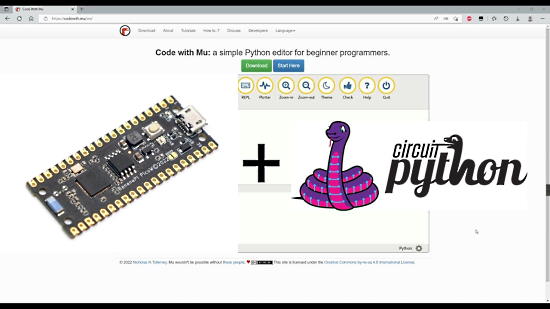 Code With Mu
https://codewith.mu/en/
Download About Tutorials How to..? Discuss Developers Language
Code with Mu: a simple Python editor for beginner programmers.
Download Start Here
REPL Plotter Zoom-in Zoom-out Theme Check Help Quit
circuit
python
Python
© 2022 Nicholas H.Tollervey. Mu wouldn't be possible without these people. This site is licensed under the Creative Commons by-nc-sa 4.0 International License.